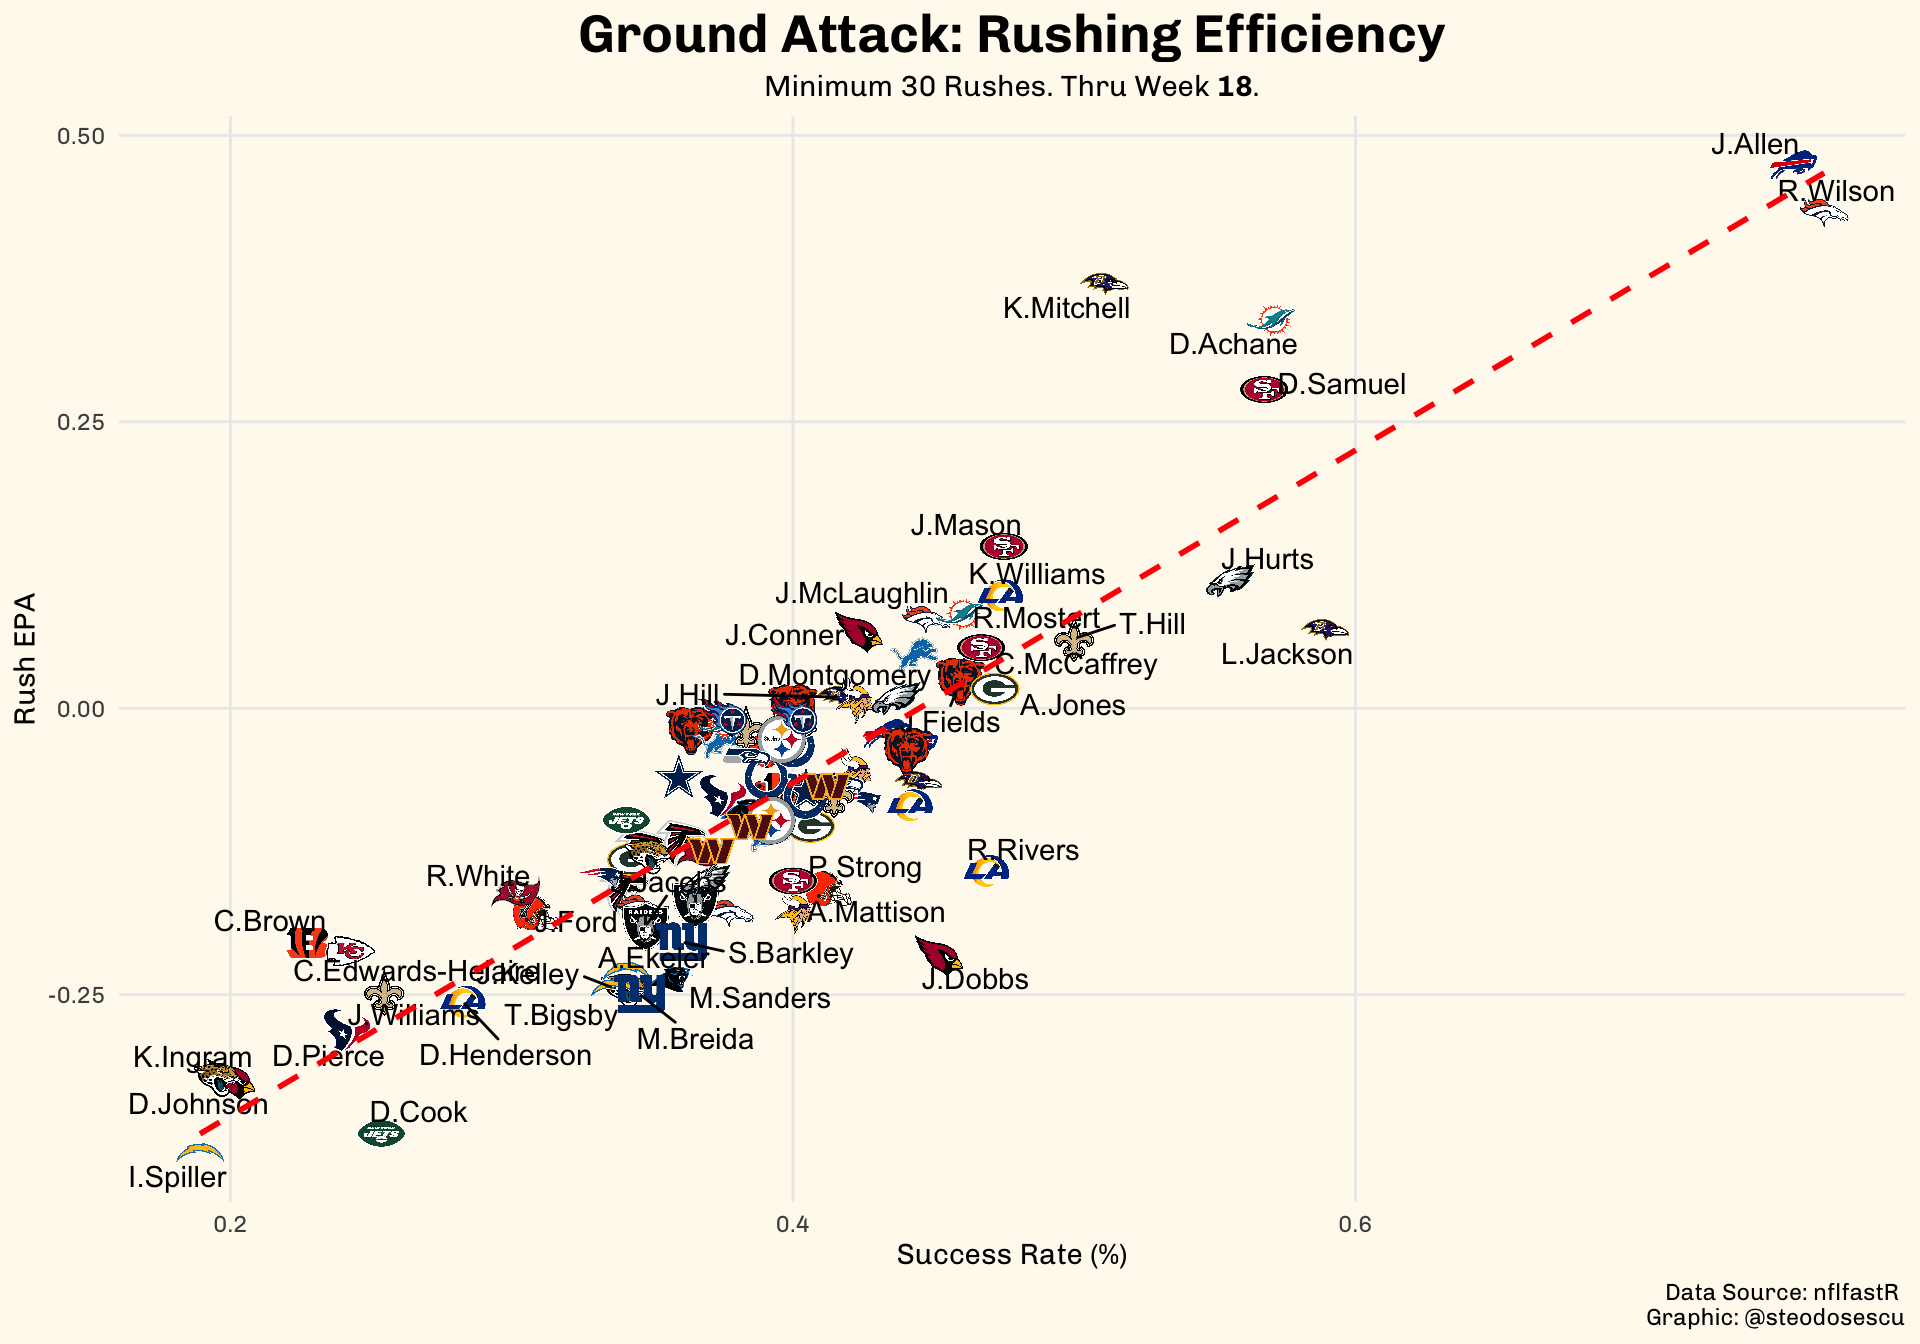 Ground Attack: Rushing Efficiency
Minimum 30 Rushes. Thru Week 18.
0.50
J.Allen
R.Wilson
K.Mitchell
D.Achane
D.Samuel
0.25
J.Mason
J.Hurts
K.Williams
J.McLaughlin
R.Mostert
T.Hill
J.Conner
L.Jackson
C.McCaffrey
D.Montgomery
J.Hill
A.Jones
0.00
J.Fields
Rush EPA
R.Rivers
P.Strong
R.White
J.Jacobs
A.Mattison
C.Brown
J.Ford
S.Barkley
A.Ekeler
C.Edwards-Helaire
J.Kelley
J.Dobbs
-0.25
M.Sanders
J.Williams
T.Bigsby
M.Breida
K.Ingram
D.Pierce
D.Henderson
D.Johnson
D.Cook
I.Spiller
0.2
0.4
0.6
Success Rate (%)
Data Source: nflfastR
Graphic: @steodosescu